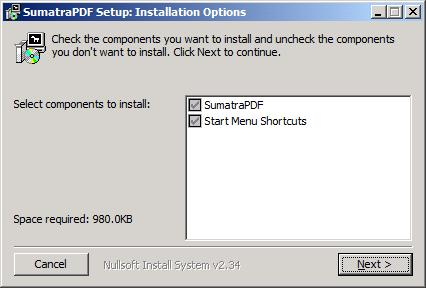 SumatraPDF Setup: Installation Options
Check the components you want to install and uncheck the components
you don't want to install. Click Next to continue.
Select components to install:
SumatraPDF
Start Menu Shortcuts
Space required: 980.0KB
Cancel
Nullsoft Install System v2.34
Next >